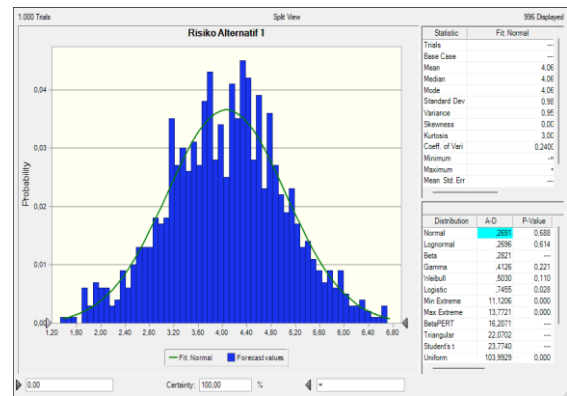 1.000 Trials
Split View
996 Displayed
Risiko Alternatif 1
Probability
0,04
0,03
0,02
0,01
0,00
1,20 1,60 2,00 2,40 2,80 3,20 3,60 4,00 4,40 4,80 5,20 5,60 6,00 6,40 6,80
Fit: Normal
Forecast values
Statistic Fit: Normal
Trials ---
Base Case ---
Mean 4,06
Median 4,06
Mode 4,06
Standard Dev 0,98
Variance 0,95
Skewness 0,00
Kurtosis 3,00
Coeff. of Vari 0,2400
Minimum
Maximum
Mean Std. Err ---
Distribution A-D P-Value
Normal ,2691 0,688
Lognormal ,2696 0,614
Beta ,2821 ---
Gamma ,4126 0,221
Weibull ,5030 0,110
Logistic ,7455 0,028
Min Extreme 11,1206 0,000
Max Extreme 13,7721 0,000
BetaPERT 16,2071 ---
Triangular 22,0702 ---
Student's t 23,7740 ---
Uniform 103,9929 0,000
0,00
Certainty: 100,00 %